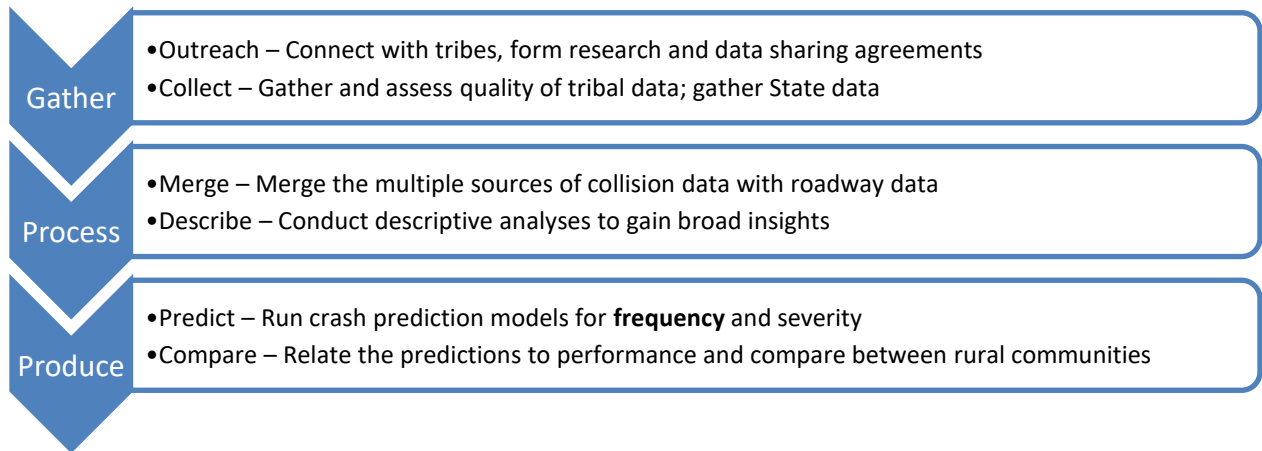 Gather
•Outreach – Connect with tribes, form research and data sharing agreements
•Collect – Gather and assess quality of tribal data; gather State data
Process
•Merge – Merge the multiple sources of collision data with roadway data
•Describe – Conduct descriptive analyses to gain broad insights
Produce
•Predict – Run crash prediction models for frequency and severity
•Compare – Relate the predictions to performance and compare between rural communities